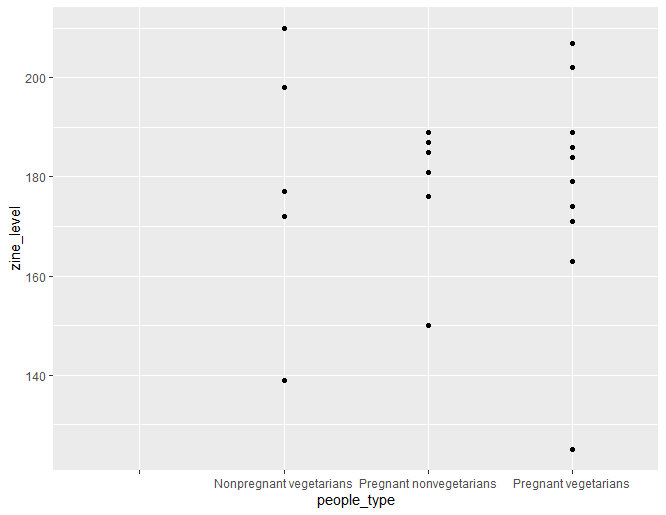 zine_level
200
180
160
140
Nonpregnant vegetarians Pregnant nonvegetarians Pregnant vegetarians
people_type